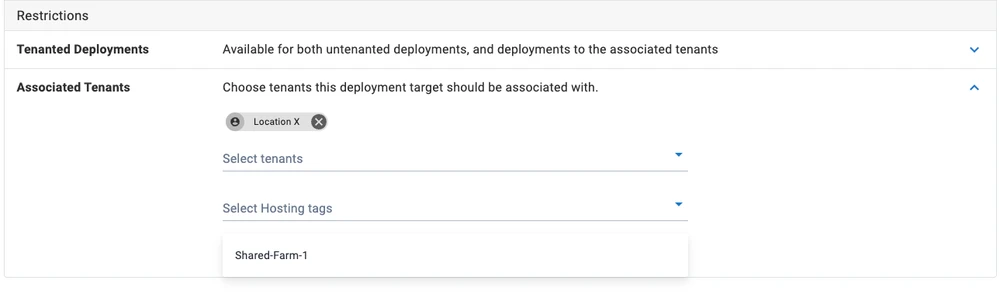 Restrictions
Tenanted Deployments Available for both untenanted deployments, and deployments to the associated tenants
Associated Tenants Choose tenants this deployment target should be associated with.
Location X
Select tenants
Select Hosting tags
Shared-Farm-1